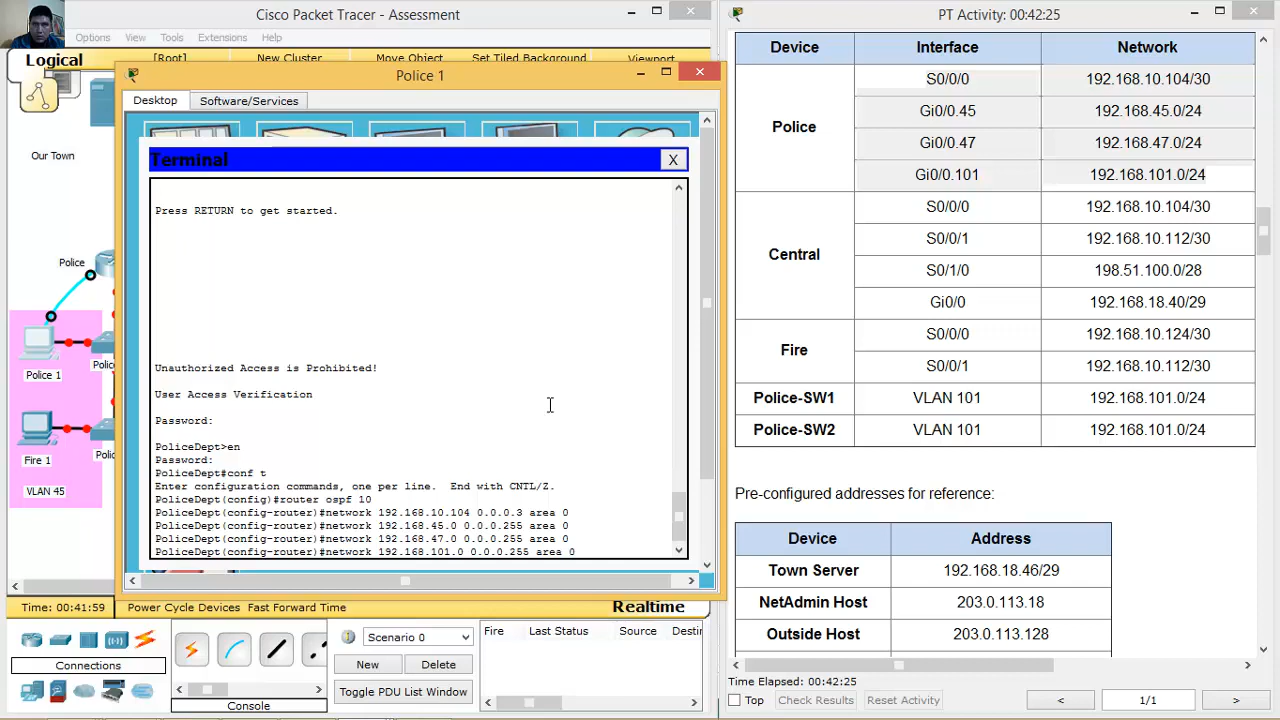 Cisco Packet Tracer - Assessment
Options View Tools Extensions Help
Logical [Root] New Cluster Move Object Set Tiled Background Viewport
Our Town
Police
Police 1
Fire 1
VLAN 45
Police 1
Desktop Software/Services
Terminal X
Press RETURN to get started.
Unauthorized Access is Prohibited!
User Access Verification
Password:
PoliceDept>en
Password:
PoliceDept#conf t
Enter configuration commands, one per line.  End with CNTL/Z.
PoliceDept(config)#router ospf 10
PoliceDept(config-router)#network 192.168.10.104 0.0.0.3 area 0
PoliceDept(config-router)#network 192.168.45.0 0.0.0.255 area 0
PoliceDept(config-router)#network 192.168.47.0 0.0.0.255 area 0
PoliceDept(config-router)#network 192.168.101.0 0.0.0.255 area 0
Time: 00:41:59 Power Cycle Devices Fast Forward Time Realtime
Connections
Console
Scenario 0
New Delete
Toggle PDU List Window
Fire Last Status Source
PT Activity: 00:42:25
Device Interface Network
Police S0/0/0 192.168.10.104/30
Gi0/0.45 192.168.45.0/24
Gi0/0.47 192.168.47.0/24
Gi0/0.101 192.168.101.0/24
Central S0/0/0 192.168.10.104/30
S0/0/1 192.168.10.112/30
S0/1/0 198.51.100.0/28
Gi0/0 192.168.18.40/29
Fire S0/0/0 192.168.10.124/30
S0/0/1 192.168.10.112/30
Police-SW1 VLAN 101 192.168.101.0/24
Police-SW2 VLAN 101 192.168.101.0/24
Pre-configured addresses for reference:
Device Address
Town Server 192.168.18.46/29
NetAdmin Host 203.0.113.18
Outside Host 203.0.113.128
Time Elapsed: 00:42:25
Top Check Results Reset Activity < 1/1 >